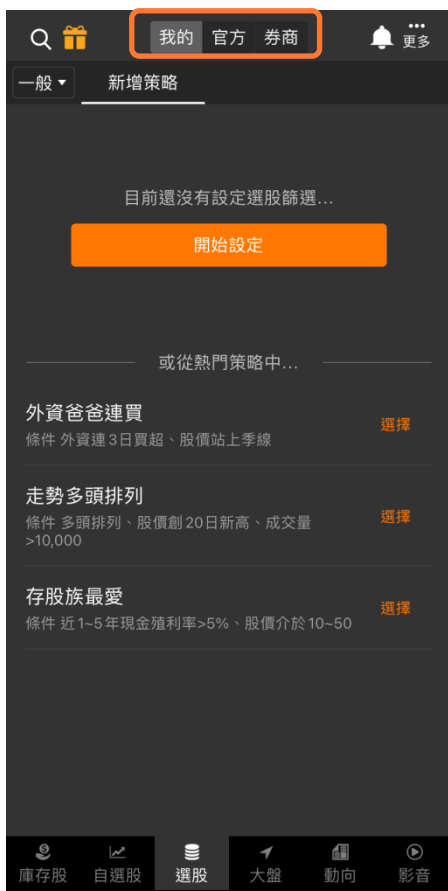 我的 官方 券商
更多
一般 新增策略
目前還沒有設定選股篩選...
開始設定
或從熱門策略中...
外資爸爸連買
條件 外資連3日買超、股價站上季線
選擇
走勢多頭排列
條件 多頭排列、股價創20日新高、成交量
>10,000
選擇
存股族最愛
條件 近1~5年現金殖利率>5%、股價介於10~50
選擇
庫存股 自選股 選股 大盤 動向 影音